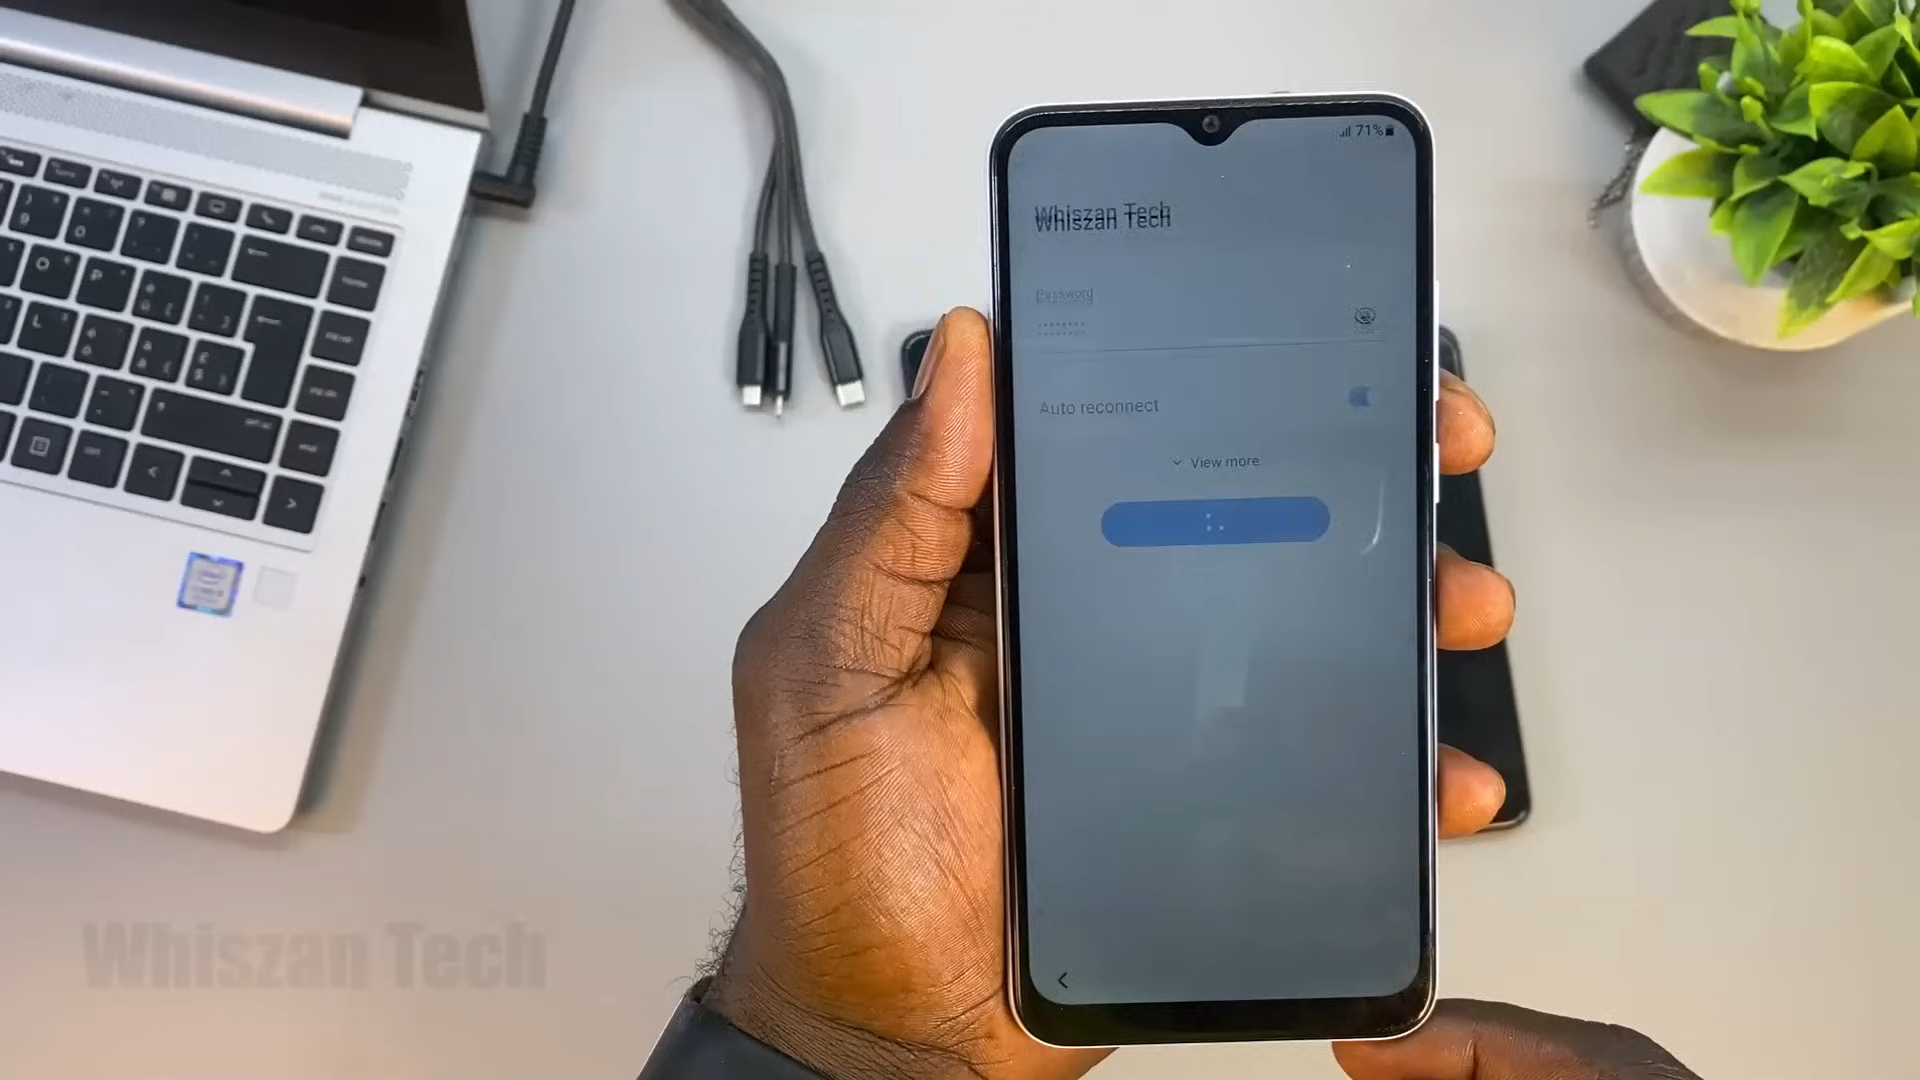 71%
Whiszan Tech
Password
Auto reconnect
View more
Whiszan Tech